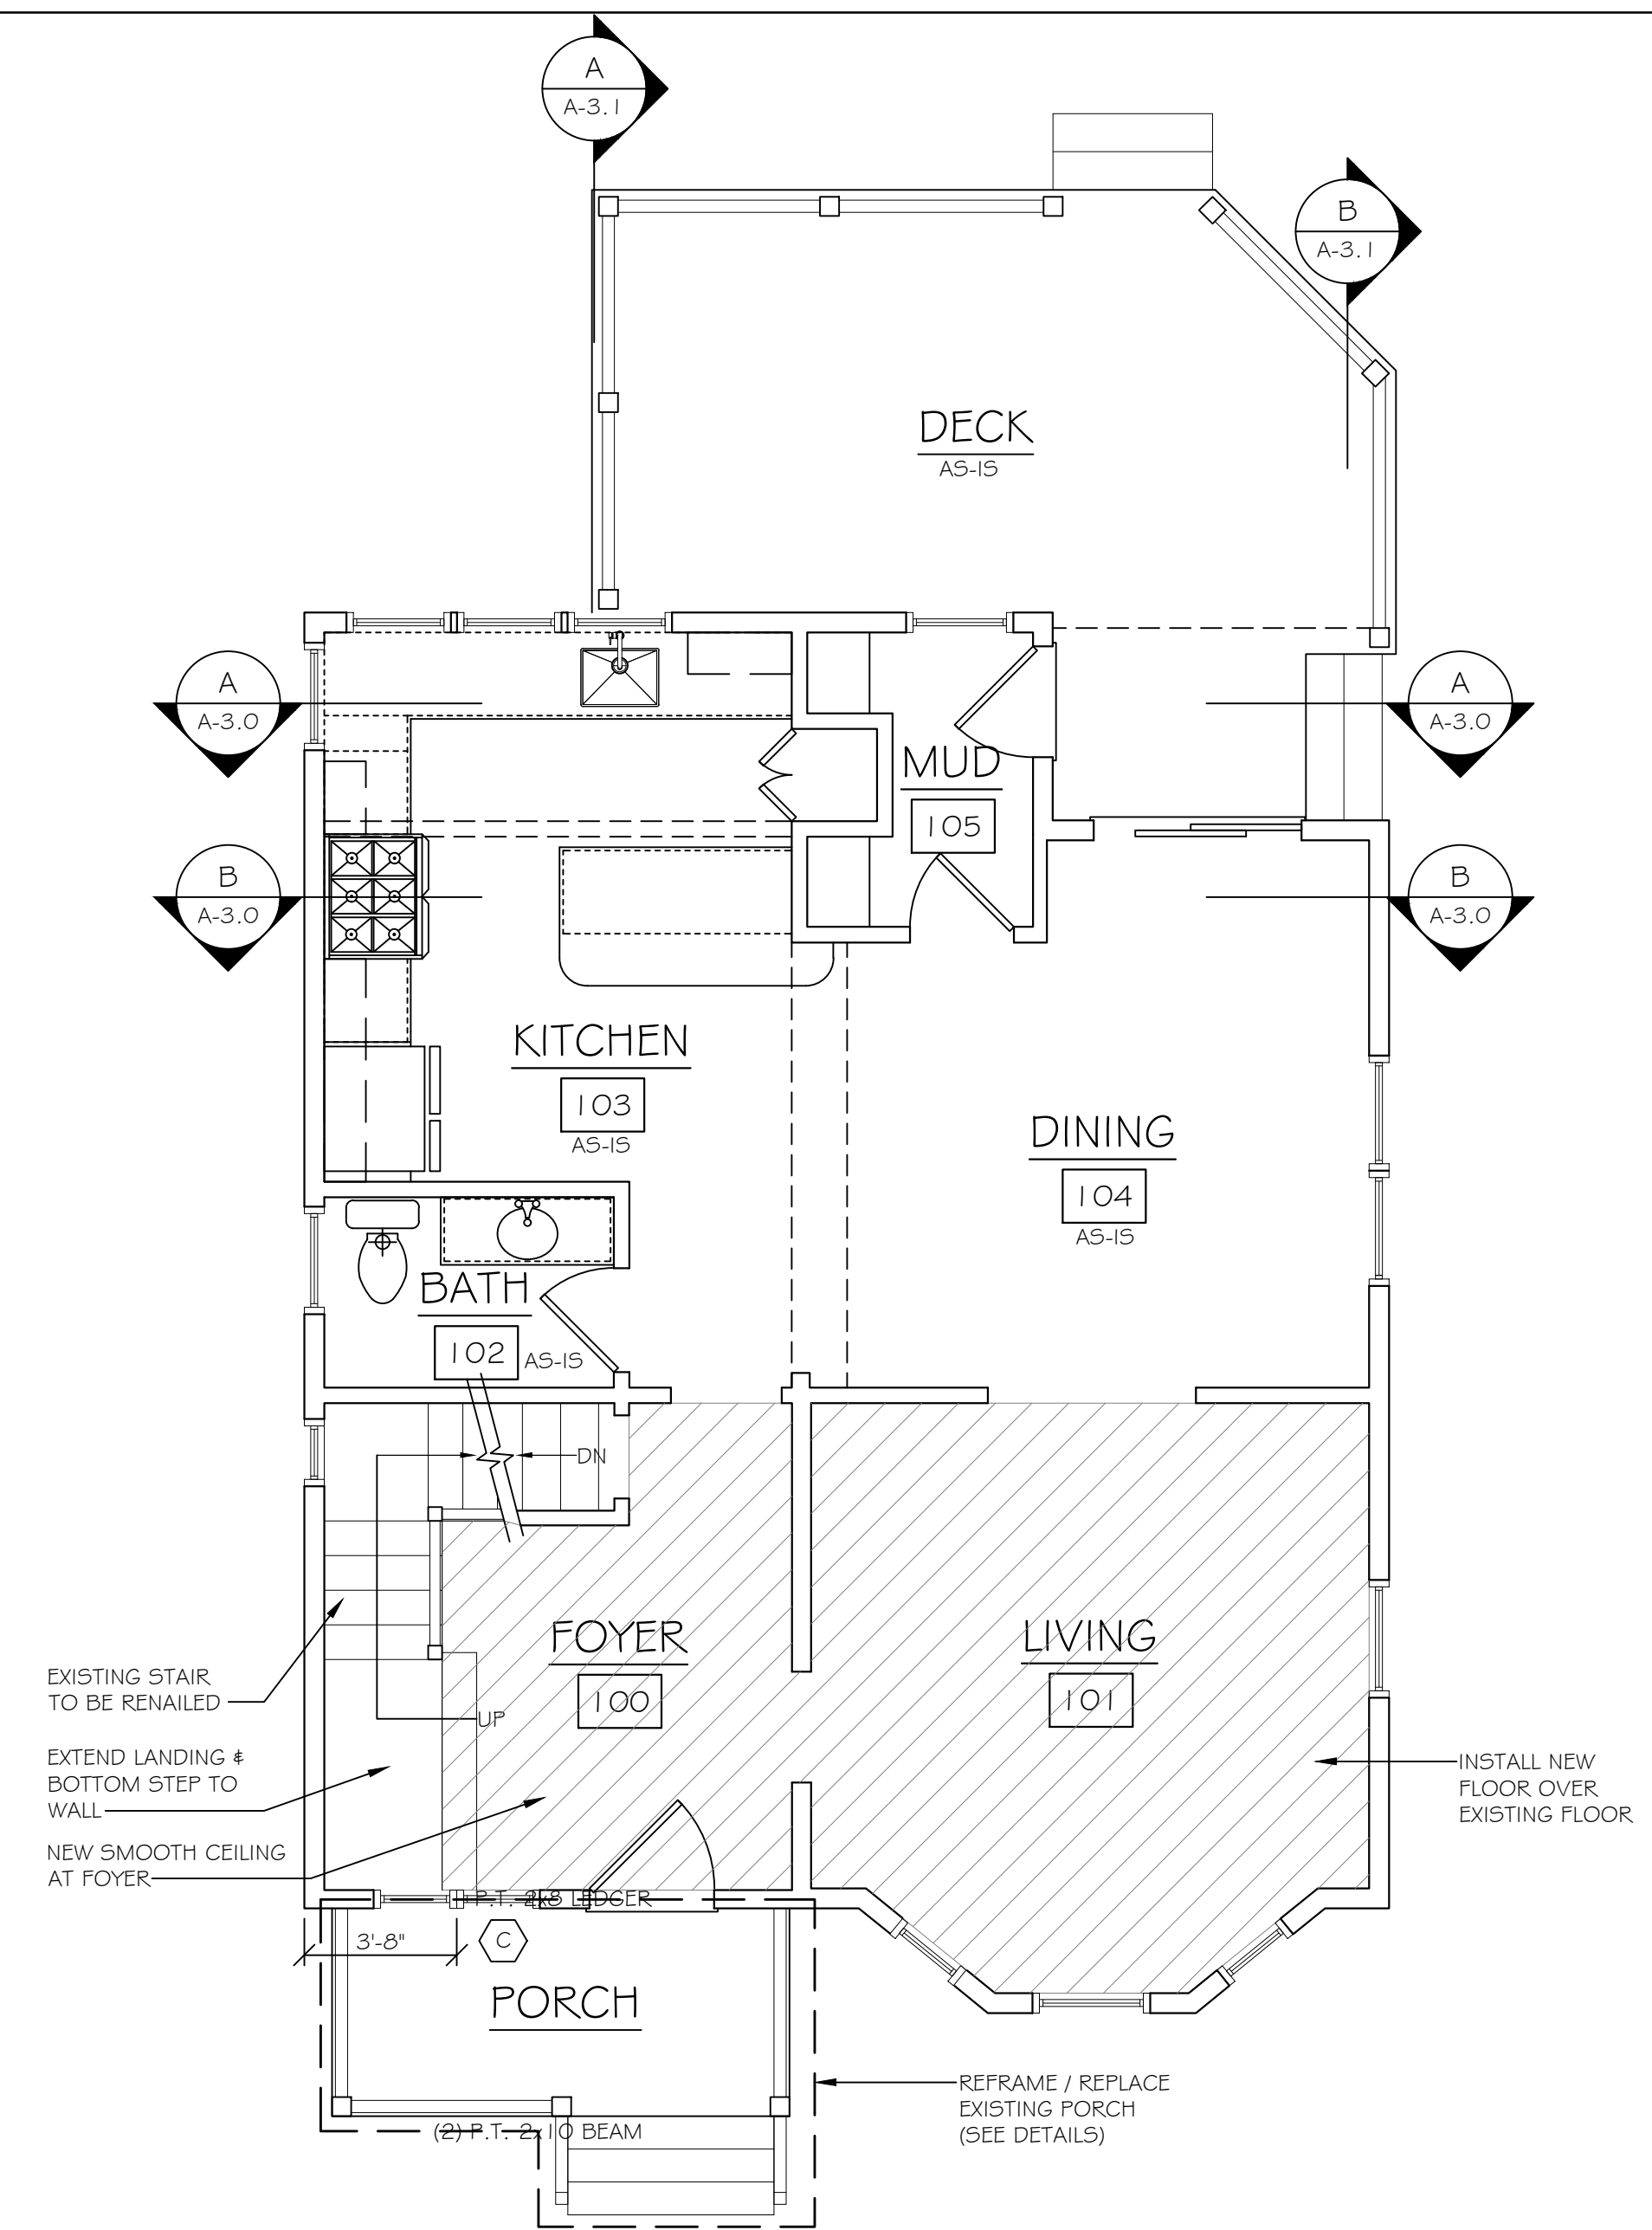 A
A-3.1
B
A-3.1
DECK
AS-IS
A
A-3.0
A
A-3.0
MUD
105
B
A-3.0
B
A-3.0
KITCHEN
103
AS-IS
DINING
104
AS-IS
BATH
102
AS-IS
DN
FOYER
100
LIVING
101
EXISTING STAIR
TO BE RENAILED
UP
EXTEND LANDING &
BOTTOM STEP TO
WALL
INSTALL NEW
FLOOR OVER
EXISTING FLOOR
NEW SMOOTH CEILING
AT FOYER
P.T. 2x8 LEDGER
3'-8"
C
PORCH
REFRAME / REPLACE
EXISTING PORCH
(SEE DETAILS)
(2) P.T. 2x10 BEAM